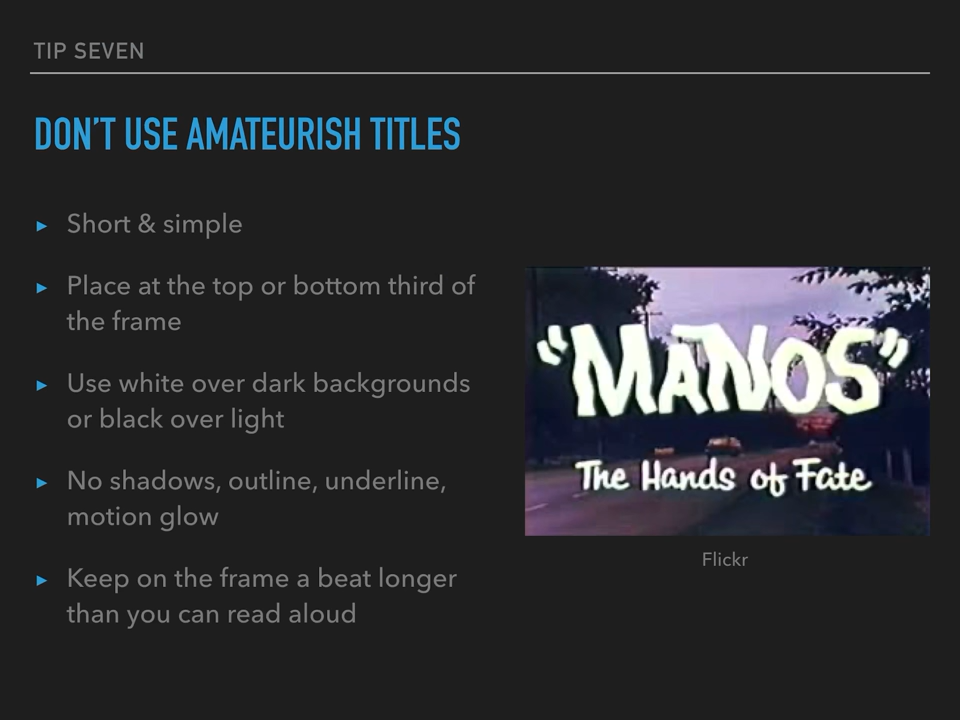 TIP SEVEN
DON’T USE AMATEURISH TITLES
▸ Short & simple
▸ Place at the top or bottom third of
the frame
▸ Use white over dark backgrounds
or black over light
▸ No shadows, outline, underline,
motion glow
▸ Keep on the frame a beat longer
than you can read aloud
“MANOS”
The Hands of Fate
Flickr